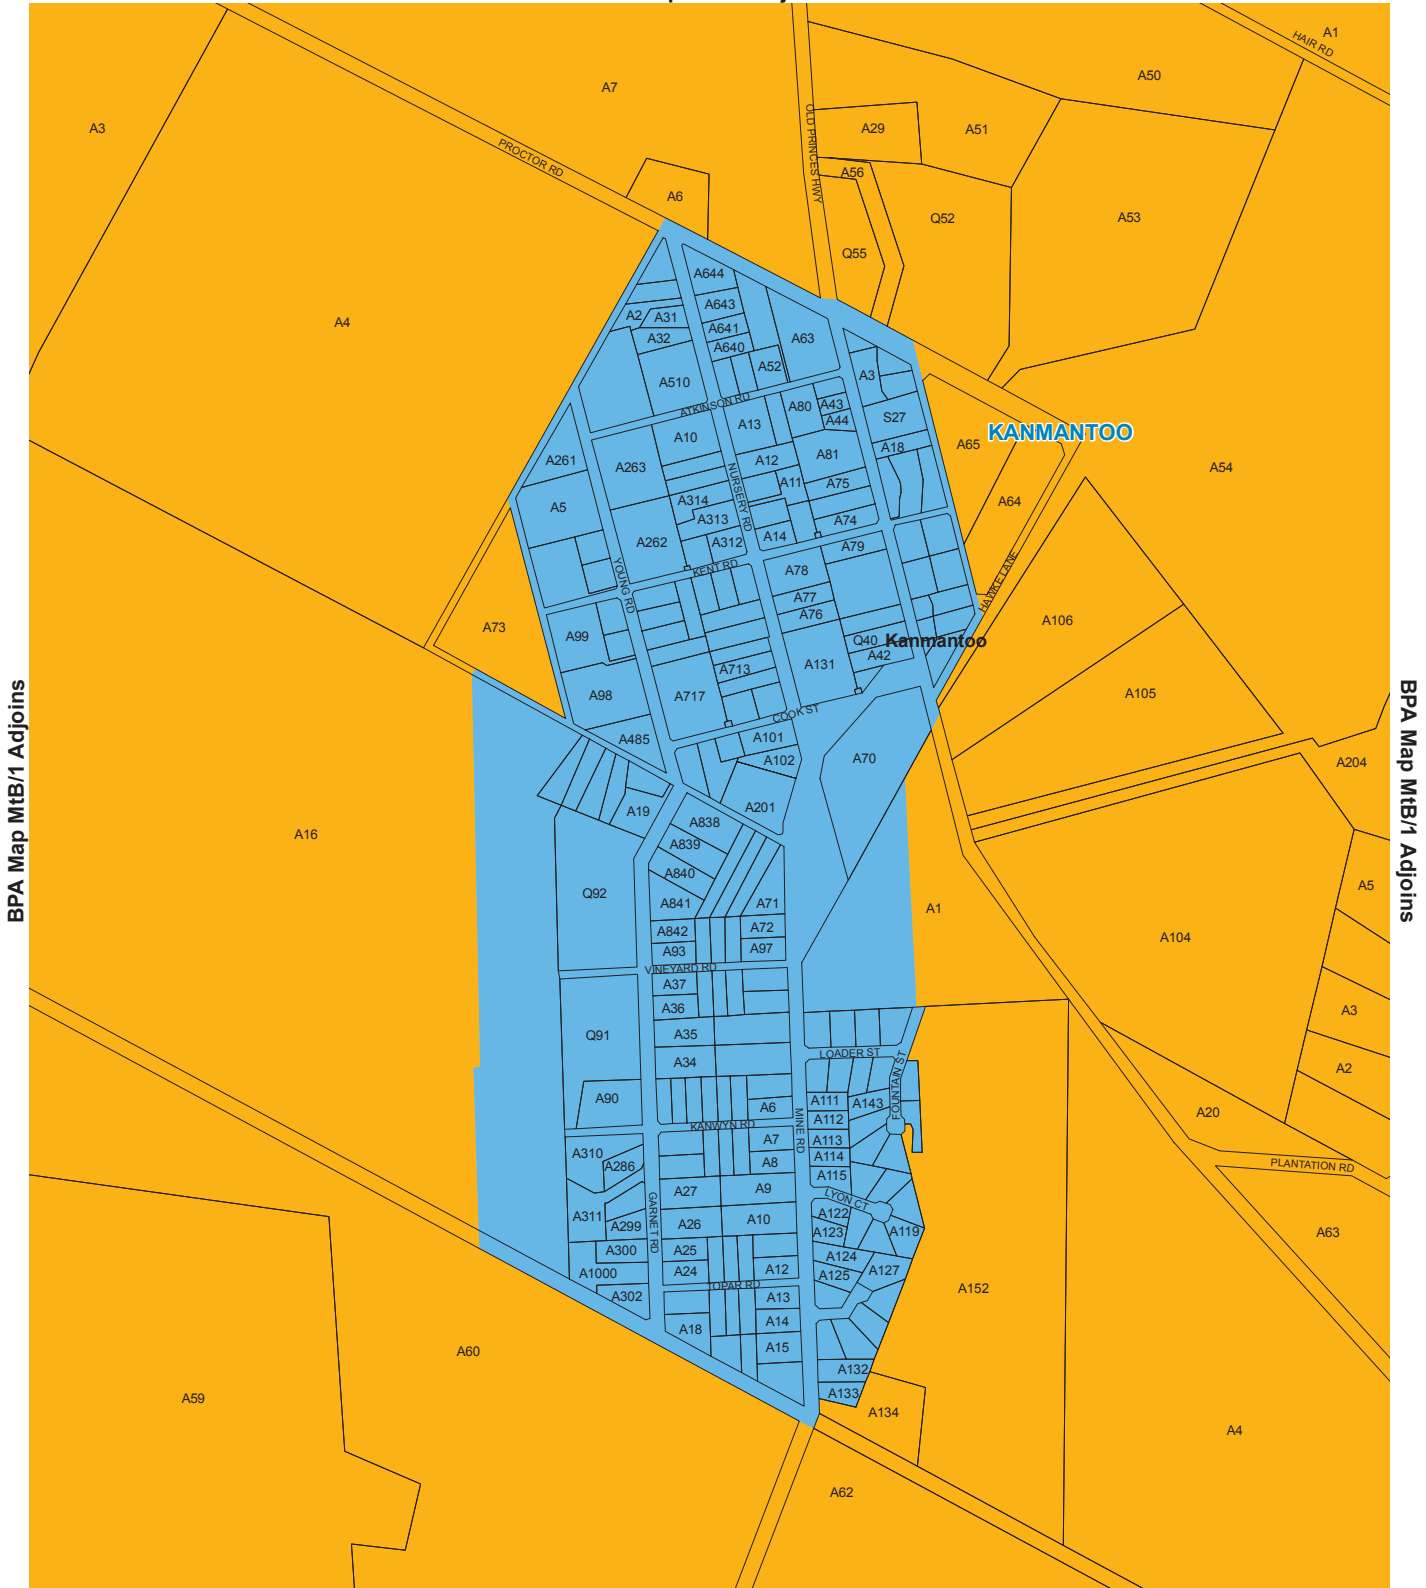 A1
HAIR RD
A50
A7
A3
A29
A51
OLD PRINCES HWY
PROCTOR RD
A56
A6
Q52
A53
Q55
A644
A643
A2
A31
A4
A641
A63
A32
A640
A52
A3
A510
ATKINSON RD
A80
A43
S27
A44
A13
KANMANTOO
A10
A65
A18
A81
A261
A12
A263
A54
NURSERY RD
A11
A75
A314
A64
A5
A313
A74
A14
A262
A312
A79
KENT RD
A78
YOUNG RD
HAWKE LANE
A77
A76
A106
A73
A99
Q40
Kanmantoo
A42
A131
A713
A105
A98
A717
BPA Map MtB/1 Adjoins
BPA Map MtB/1 Adjoins
COOK ST
A101
A485
A102
A70
A204
A201
A19
A838
A16
A839
A840
A5
Q92
A841
A71
A1
A72
A842
A104
A97
A93
VINEYARD RD
A37
A36
A3
A35
Q91
LOADER ST
A34
FOUNTAIN ST
A2
A90
A111
A143
A6
A20
A112
MINE RD
KANWYN RD
A7
A113
A310
A114
A8
A286
PLANTATION RD
A115
A27
A9
LYON CT
A122
A311
GARNET RD
A10
A26
A299
A123
A119
A63
A25
A300
A124
A24
A12
A127
A1000
A125
TOPAR RD
A152
A302
A13
A14
A18
A15
A60
A132
A133
A59
A134
A4
A62